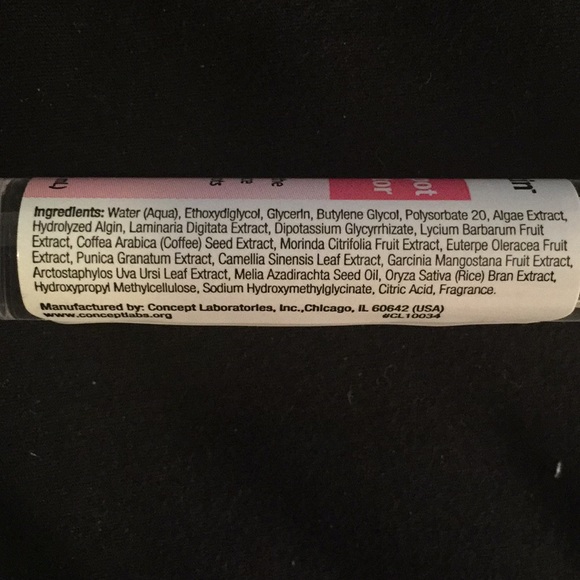 Ingredients: Water (Aqua), Ethoxydiglycol, Glycerin, Butylene Glycol, Polysorbate 20, Algae Extract,
Hydrolyzed Algin, Laminaria Digitata Extract, Dipotassium Glycyrrhizate, Lycium Barbarum Fruit
Extract, Coffea Arabica (Coffee) Seed Extract, Morinda Citrifolia Fruit Extract, Euterpe Oleracea Fruit
Extract, Punica Granatum Extract, Camellia Sinensis Leaf Extract, Garcinia Mangostana Fruit Extract,
Arctostaphylos Uva Ursi Leaf Extract, Melia Azadirachta Seed Oil, Oryza Sativa (Rice) Bran Extract,
Hydroxypropyl Methylcellulose, Sodium Hydroxymethylglycinate, Citric Acid, Fragrance.
Manufactured by: Concept Laboratories, Inc.,Chicago, IL 60642 (USA)
www.conceptlabs.org #CL10034